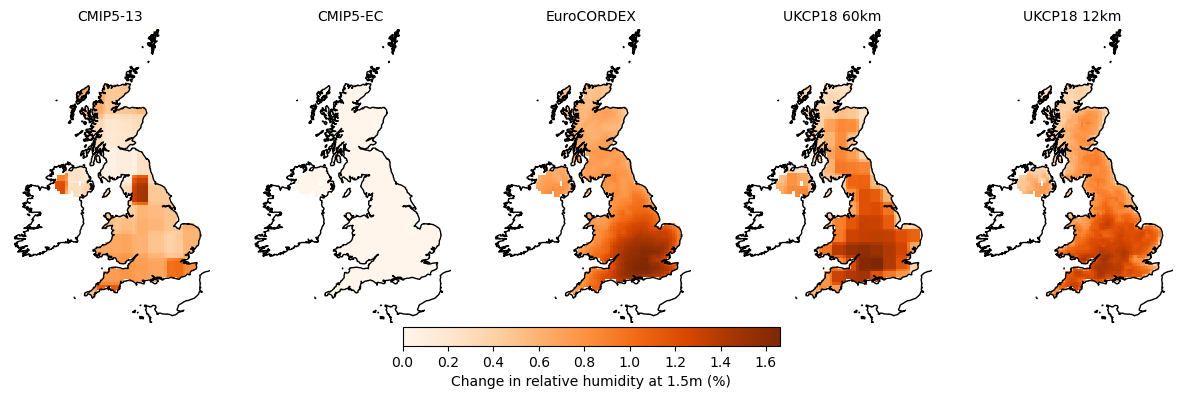 CMIP5-13
CMIP5-EC
EuroCORDEX
UKCP18 60km
UKCP18 12km
0.0 0.2 0.4 0.6 0.8 1.0 1.2 1.4 1.6
Change in relative humidity at 1.5m (%)